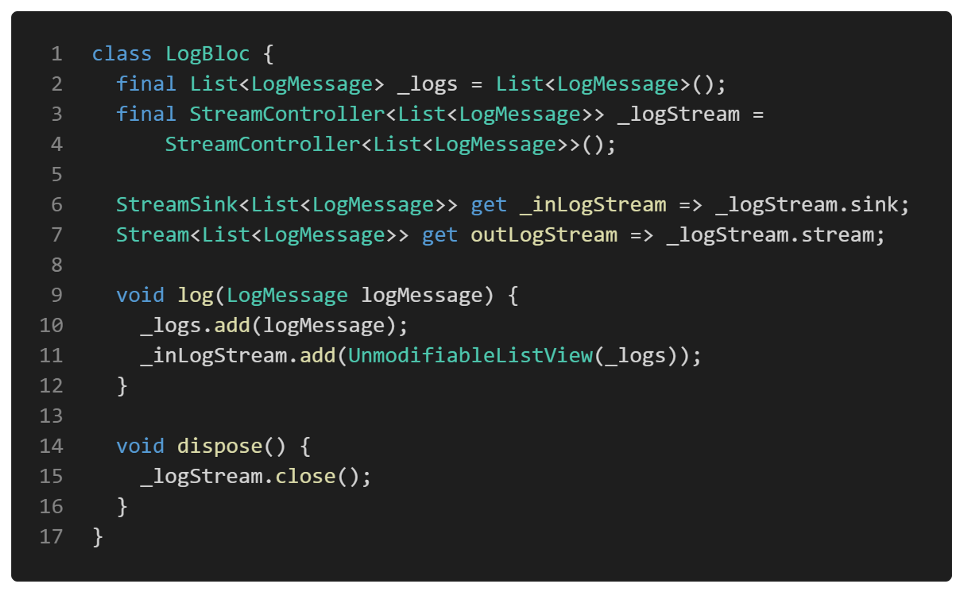 1 class LogBloc {
2   final List<LogMessage> _logs = List<LogMessage>();
3   final StreamController<List<LogMessage>> _logStream =
4       StreamController<List<LogMessage>>();
5
6   StreamSink<List<LogMessage>> get _inLogStream => _logStream.sink;
7   Stream<List<LogMessage>> get outLogStream => _logStream.stream;
8
9   void log(LogMessage logMessage) {
10     _logs.add(logMessage);
11     _inLogStream.add(UnmodifiableListView(_logs));
12   }
13
14   void dispose() {
15     _logStream.close();
16   }
17 }